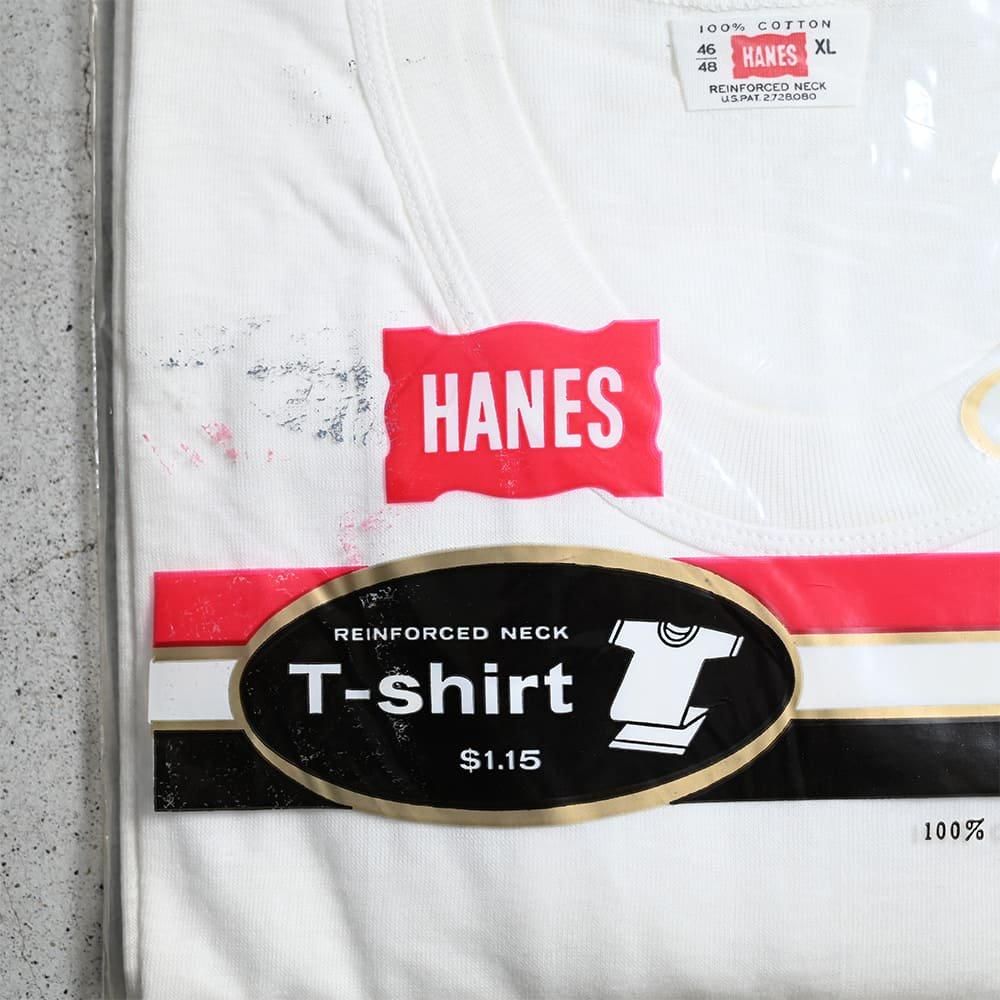 100% COTTON
46
48
HANES
XL
REINFORCED NECK
U.S.PAT. 2,728,080
HANES
REINFORCED NECK
T-shirt
$1.15
100%